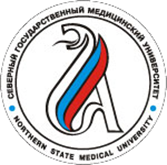 СЕВЕРНЫЙ ГОСУДАРСТВЕННЫЙ МЕДИЦИНСКИЙ УНИВЕРСИТЕТ
NORTHERN STATE MEDICAL UNIVERSITY